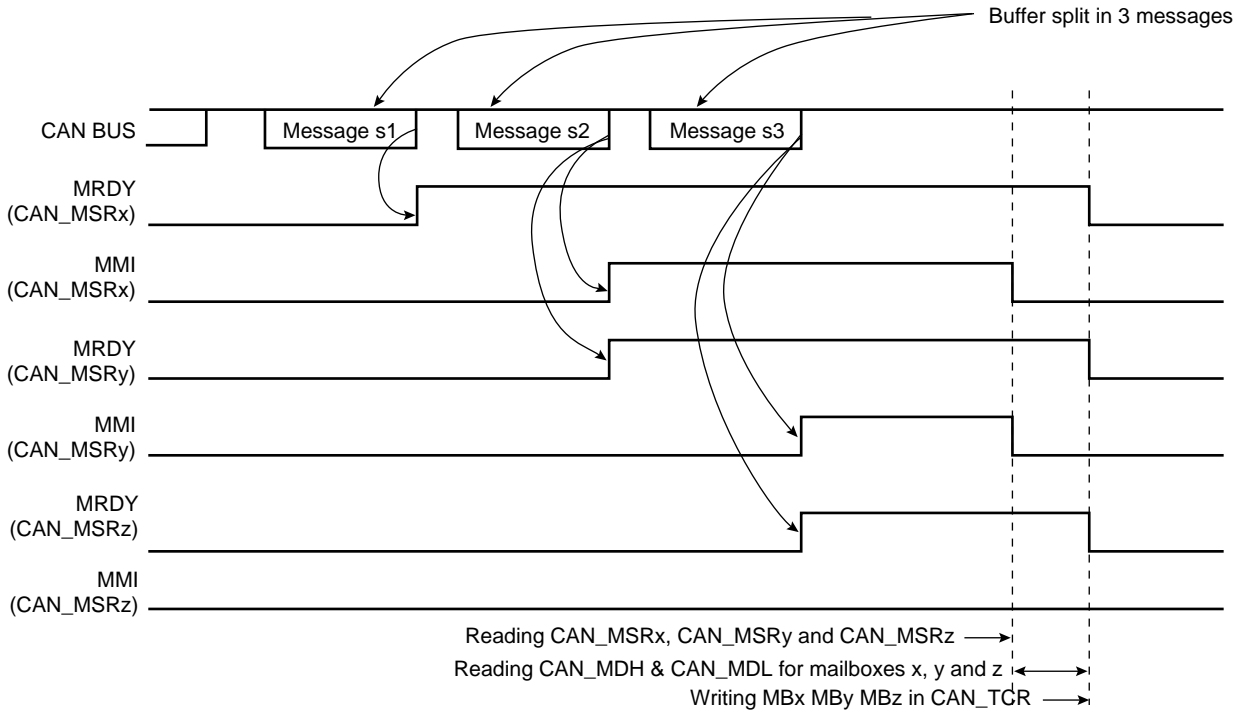 Buffer split in 3 messages
CAN BUS
Message s1
Message s2
Message s3
MRDY
(CAN_MSRx)
MMI
(CAN_MSRx)
MRDY
(CAN_MSRy)
MMI
(CAN_MSRy)
MRDY
(CAN_MSRz)
MMI
(CAN_MSRz)
Reading CAN_MSRx, CAN_MSRy and CAN_MSRz
Reading CAN_MDH & CAN_MDL for mailboxes x, y and z
Writing MBx MBy MBz in CAN_TCR